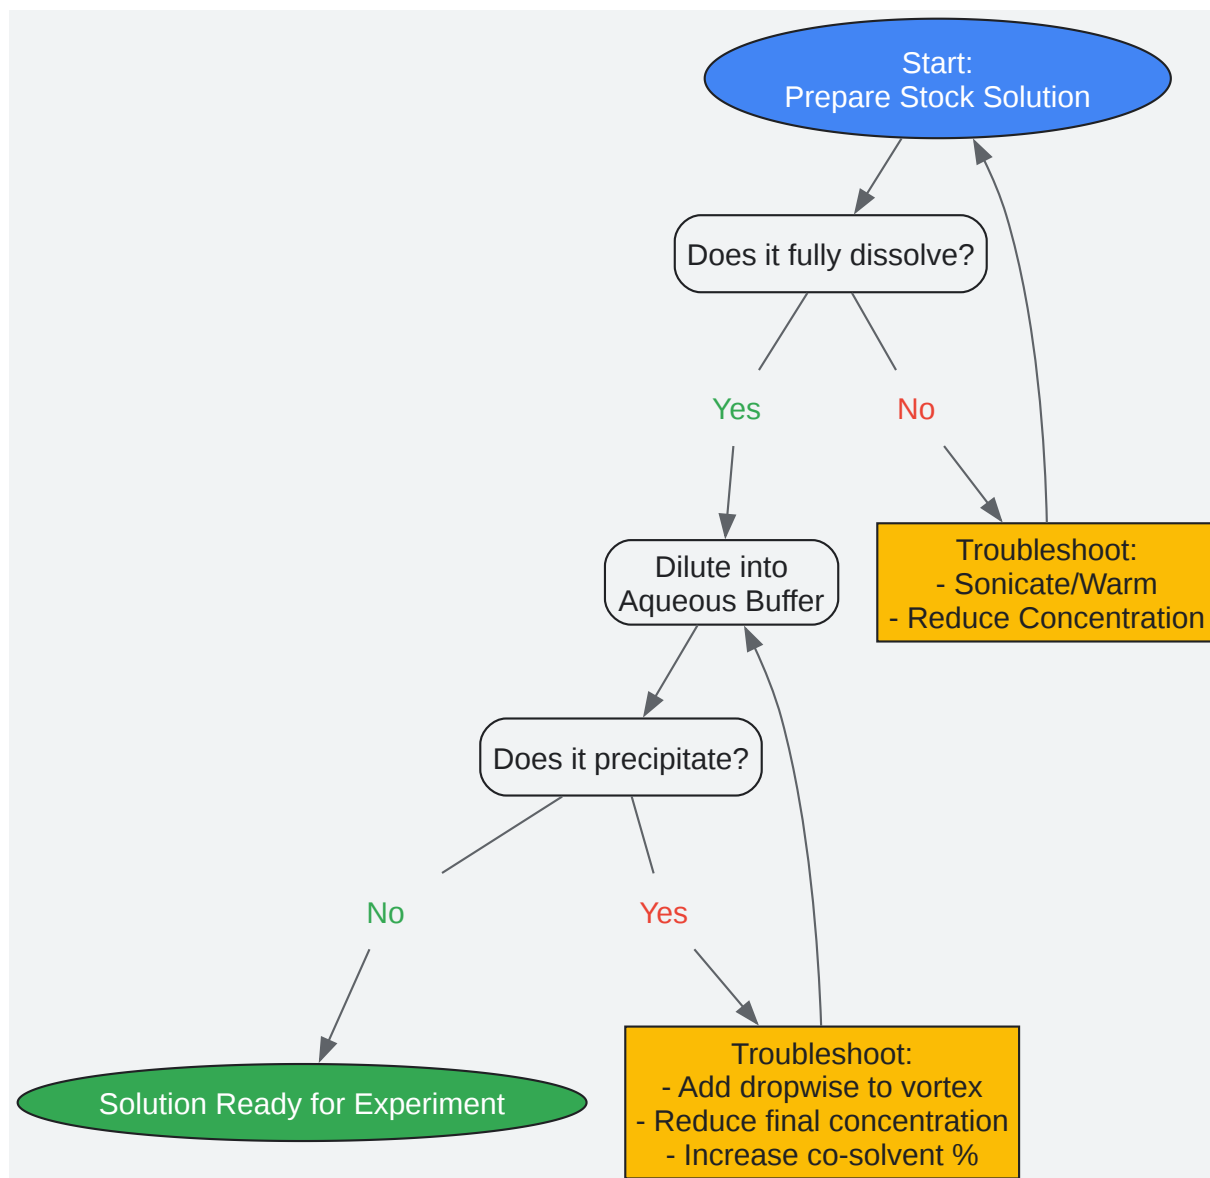 Start:
Prepare Stock Solution
Does it fully dissolve?
Yes
No
Troubleshoot:
- Sonicate/Warm
- Reduce Concentration
Dilute into
Aqueous Buffer
Does it precipitate?
No
Yes
Solution Ready for Experiment
Troubleshoot:
- Add dropwise to vortex
- Reduce final concentration
- Increase co-solvent %